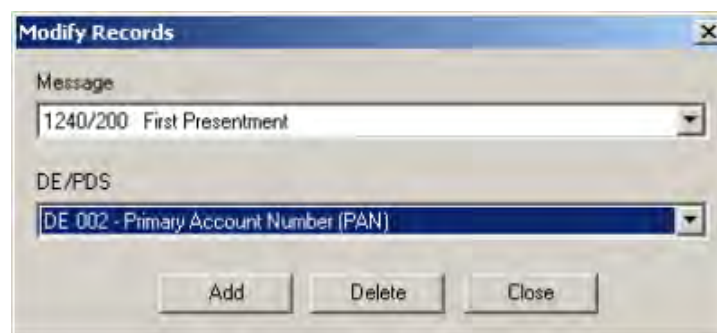 Modify Records
Message
1240/200 First Presentment
DE/PDS
DE 002 - Primary Account Number (PAN)
Add Delete Close